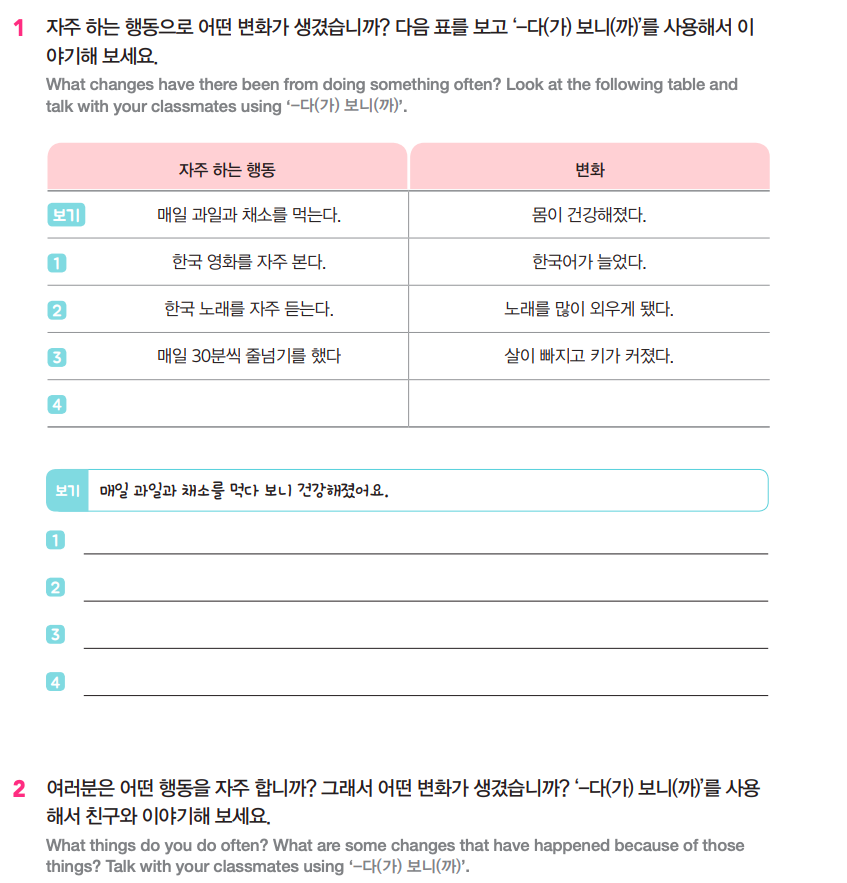 1 자주 하는 행동으로 어떤 변화가 생겼습니까? 다음 표를 보고 ‘–다(가) 보니(까)’를 사용해서 이
야기해 보세요.
What changes have there been from doing something often? Look at the following table and
talk with your classmates using ‘–다(가) 보니(까)’.
자주 하는 행동 변화
보기 매일 과일과 채소를 먹는다. 몸이 건강해졌다.
1 한국 영화를 자주 본다. 한국어가 늘었다.
2 한국 노래를 자주 듣는다. 노래를 많이 외우게 됐다.
3 매일 30분씩 줄넘기를 했다 살이 빠지고 키가 커졌다.
4
보기 매일 과일과 채소를 먹다 보니 건강해졌어요.
1
2
3
4
2 여러분은 어떤 행동을 자주 합니까? 그래서 어떤 변화가 생겼습니까? ‘–다(가) 보니(까)’를 사용
해서 친구와 이야기해 보세요.
What things do you do often? What are some changes that have happened because of those
things? Talk with your classmates using ‘–다(가) 보니(까)’.